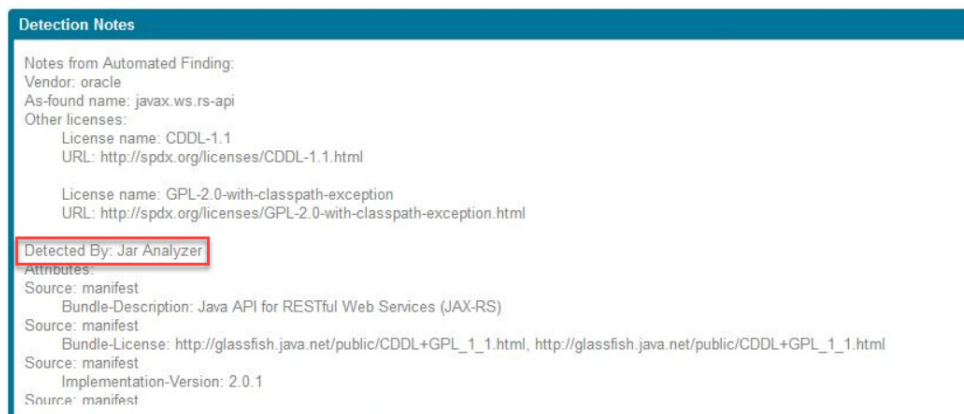 Detection Notes
Notes from Automated Finding:
Vendor: oracle
As-found name: javax.ws.rs-api
Other licenses:
License name: CDDL-1.1
URL: http://spdx.org/licenses/CDDL-1.1.html
License name: GPL-2.0-with-classpath-exception
URL: http://spdx.org/licenses/GPL-2.0-with-classpath-exception.html
Detected By: Jar Analyzer
Attributes:
Source: manifest
Bundle-Description: Java API for RESTful Web Services (JAX-RS)
Source: manifest
Bundle-License: http://glassfish.java.net/public/CDDL+GPL_1_1.html, http://glassfish.java.net/public/CDDL+GPL_1_1.html
Source: manifest
Implementation-Version: 2.0.1
Source: manifest